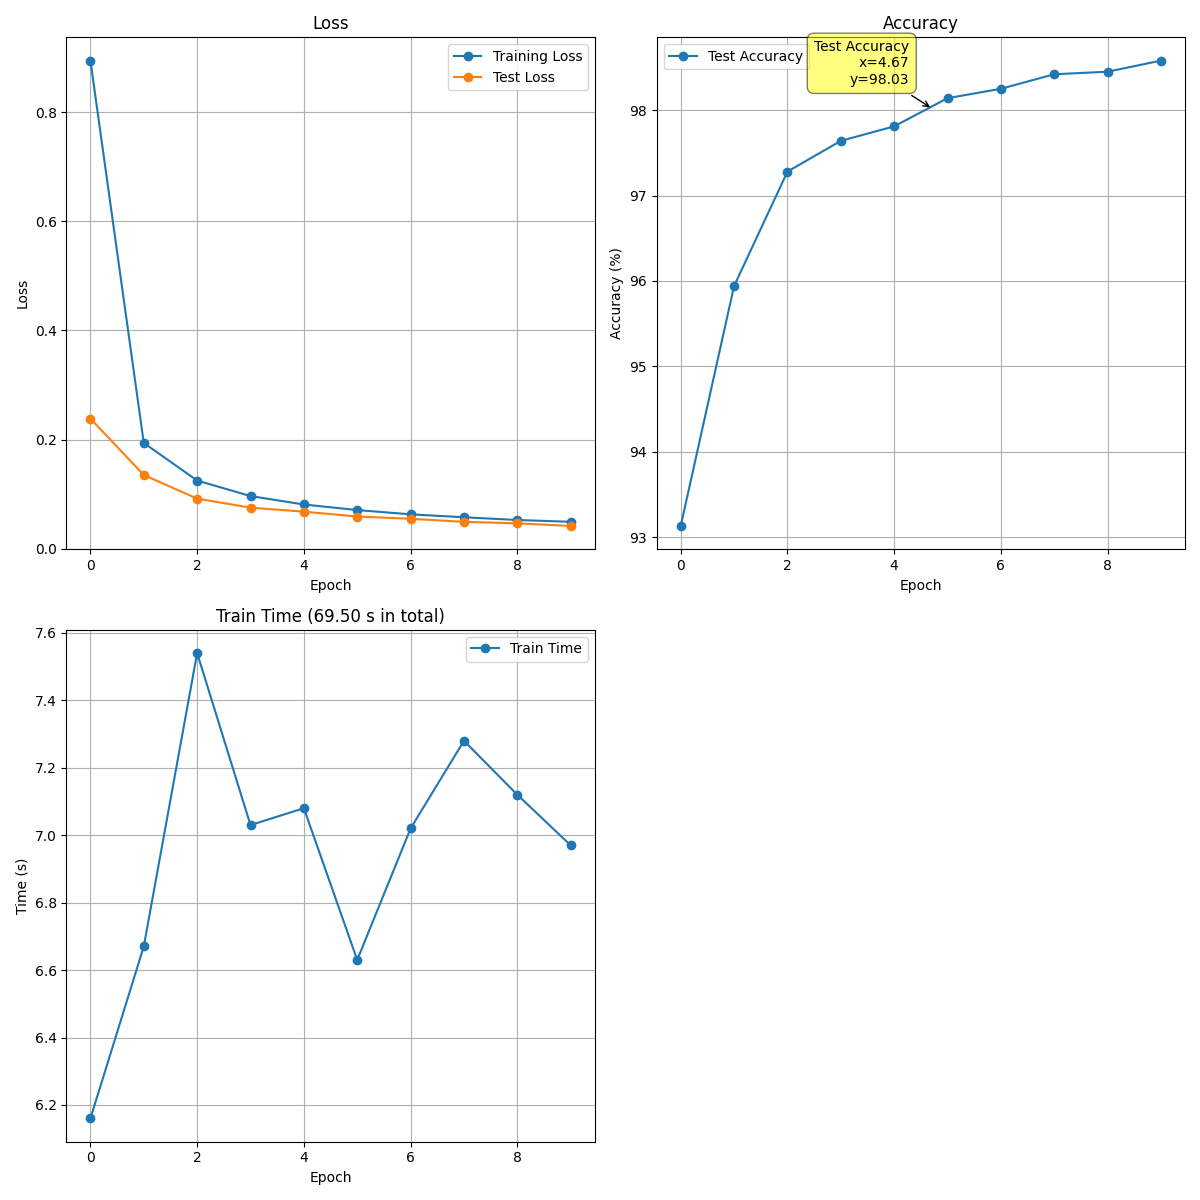 Loss
Training Loss
Test Loss
0.8
0.6
0.4
0.2
0.0
Loss
0
2
4
6
8
Epoch
Accuracy
Test Accuracy
Test Accuracy
x=4.67
y=98.03
98
97
96
95
94
93
Accuracy (%)
0
2
4
6
8
Epoch
Train Time (69.50 s in total)
Train Time
7.6
7.4
7.2
7.0
6.8
6.6
6.4
6.2
Time (s)
0
2
4
6
8
Epoch